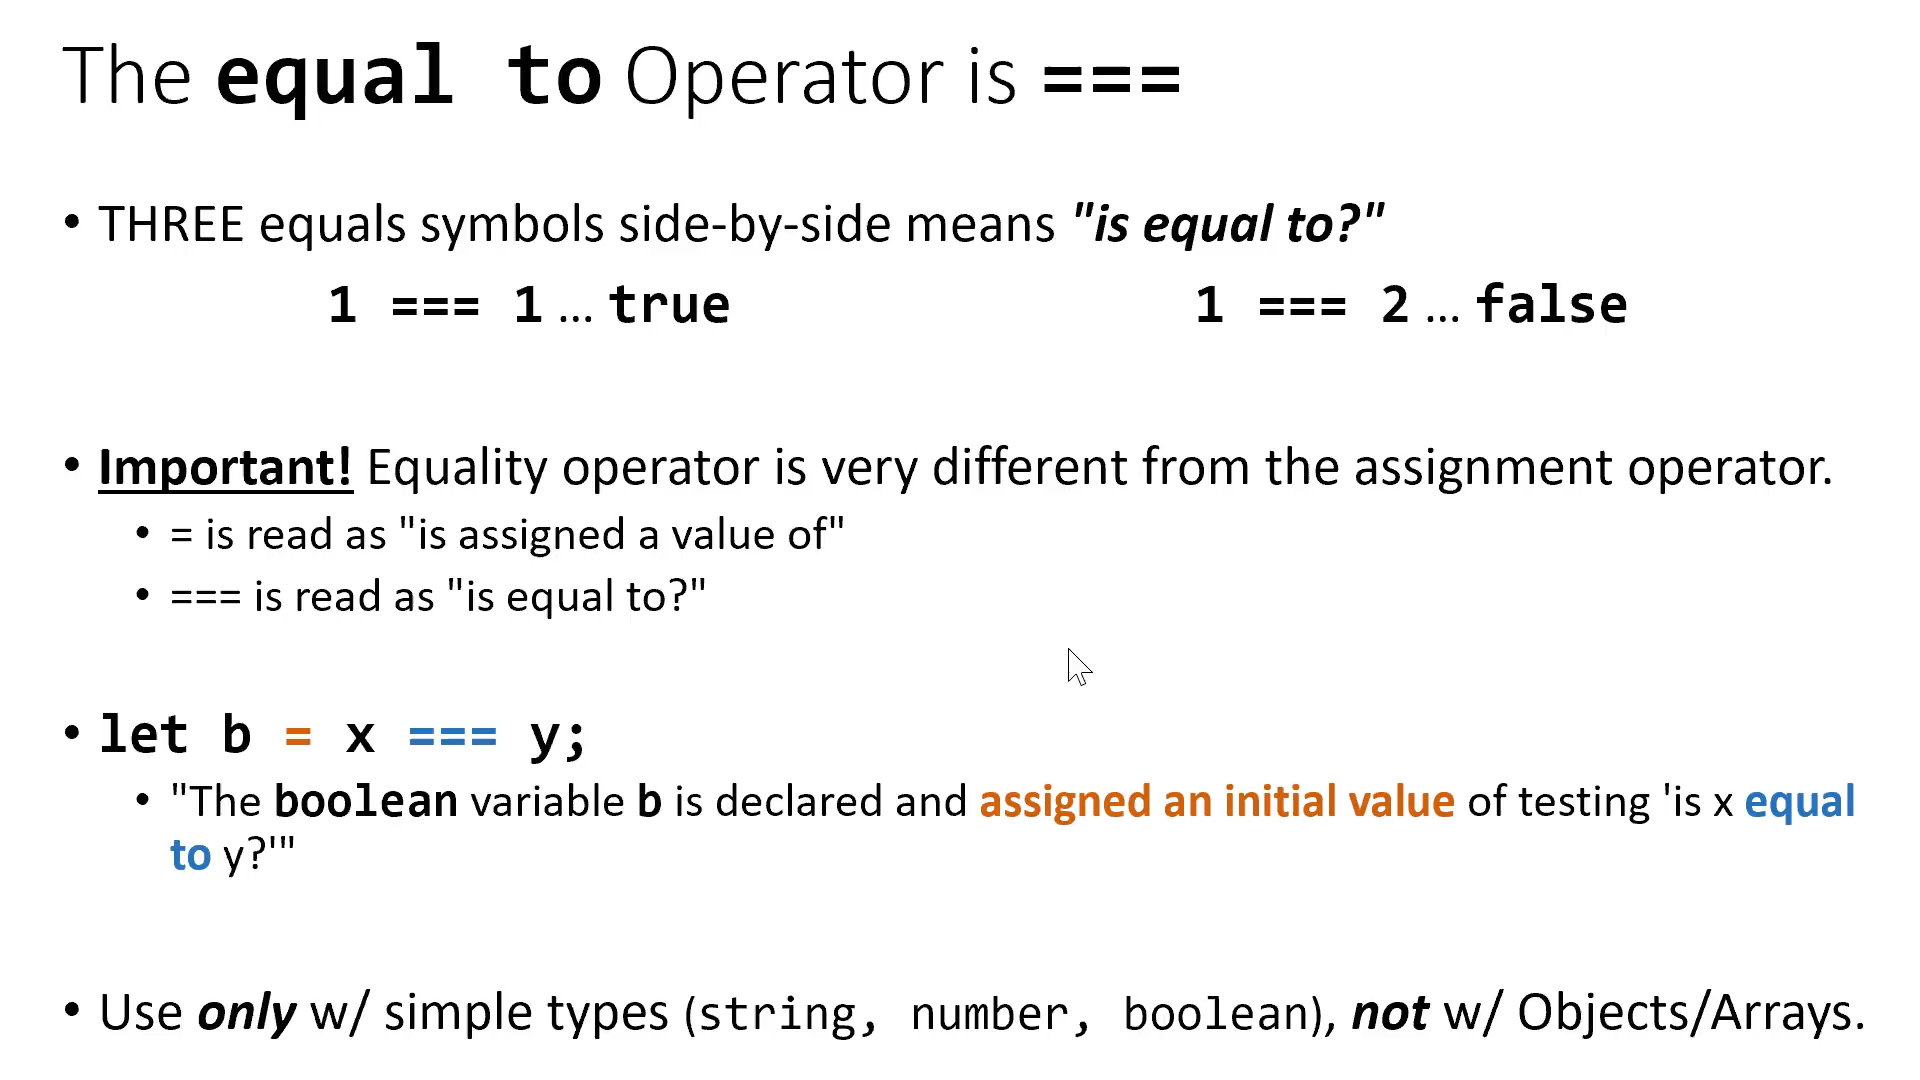 The equal to Operator is ===
• THREE equals symbols side-by-side means "is equal to?"
1 === 1 … true 1 === 2 … false
• Important! Equality operator is very different from the assignment operator.
• = is read as "is assigned a value of"
• === is read as "is equal to?"
• let b = x === y;
• "The boolean variable b is declared and assigned an initial value of testing 'is x equal
to y?'"
• Use only w/ simple types (string, number, boolean), not w/ Objects/Arrays.